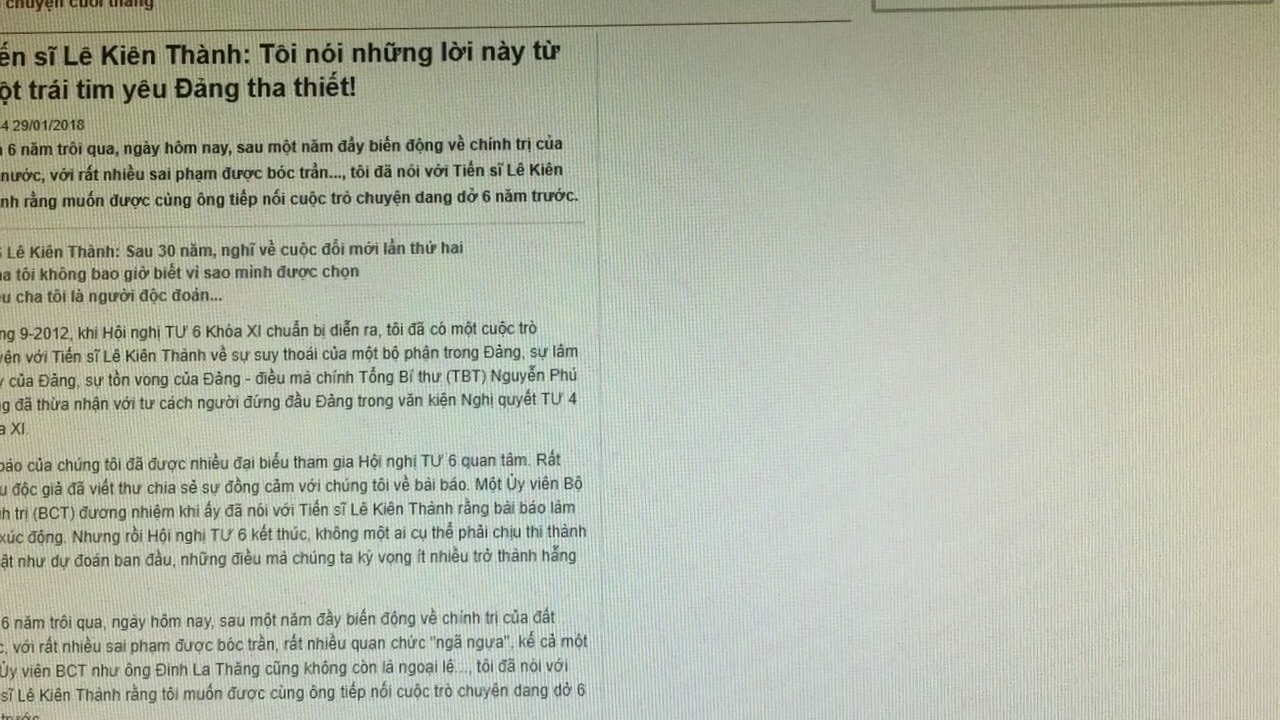 chuyện cuối tháng
ến sĩ Lê Kiên Thành: Tôi nói những lời này từ
ột trái tim yêu Đảng tha thiết!
4 29/01/2018
6 năm trôi qua, ngày hôm nay, sau một năm đầy biến động về chính trị của
nước, với rất nhiều sai phạm được bóc trần..., tôi đã nói với Tiến sĩ Lê Kiên
nh rằng muốn được cùng ông tiếp nối cuộc trò chuyện dang dở 6 năm trước.
Lê Kiên Thành: Sau 30 năm, nghĩ về cuộc đổi mới lần thứ hai
a tôi không bao giờ biết vì sao mình được chọn
u cha tôi là người độc đoán...
ng 9-2012, khi Hội nghị TƯ 6 Khóa XI chuẩn bị diễn ra, tôi đã có một cuộc trò
yện với Tiến sĩ Lê Kiên Thành về sự suy thoái của một bộ phận trong Đảng, sự lâm
y của Đảng, sự tồn vong của Đảng - điều mà chính Tổng Bí thư (TBT) Nguyễn Phú
g đã thừa nhận với tư cách người đứng đầu Đảng trong văn kiện Nghị quyết TƯ 4
a XI.
báo của chúng tôi đã được nhiều đại biểu tham gia Hội nghị TƯ 6 quan tâm. Rất
u độc giả đã viết thư chia sẻ sự đồng cảm với chúng tôi về bài báo. Một Ủy viên Bộ
h trị (BCT) đương nhiệm khi ấy đã nói với Tiến sĩ Lê Kiên Thành rằng bài báo làm
xúc động. Nhưng rồi Hội nghị TƯ 6 kết thúc, không một ai cụ thể phải chịu thi thành
ật như dự đoán ban đầu, những điều mà chúng ta kỳ vọng ít nhiều trở thành hẫng
6 năm trôi qua, ngày hôm nay, sau một năm đầy biến động về chính trị của đất
c, với rất nhiều sai phạm được bóc trần, rất nhiều quan chức "ngã ngựa", kể cả một
Ủy viên BCT như ông Đinh La Thăng cũng không còn là ngoại lệ..., tôi đã nói với
sĩ Lê Kiên Thành rằng tôi muốn được cùng ông tiếp nối cuộc trò chuyện dang dở 6